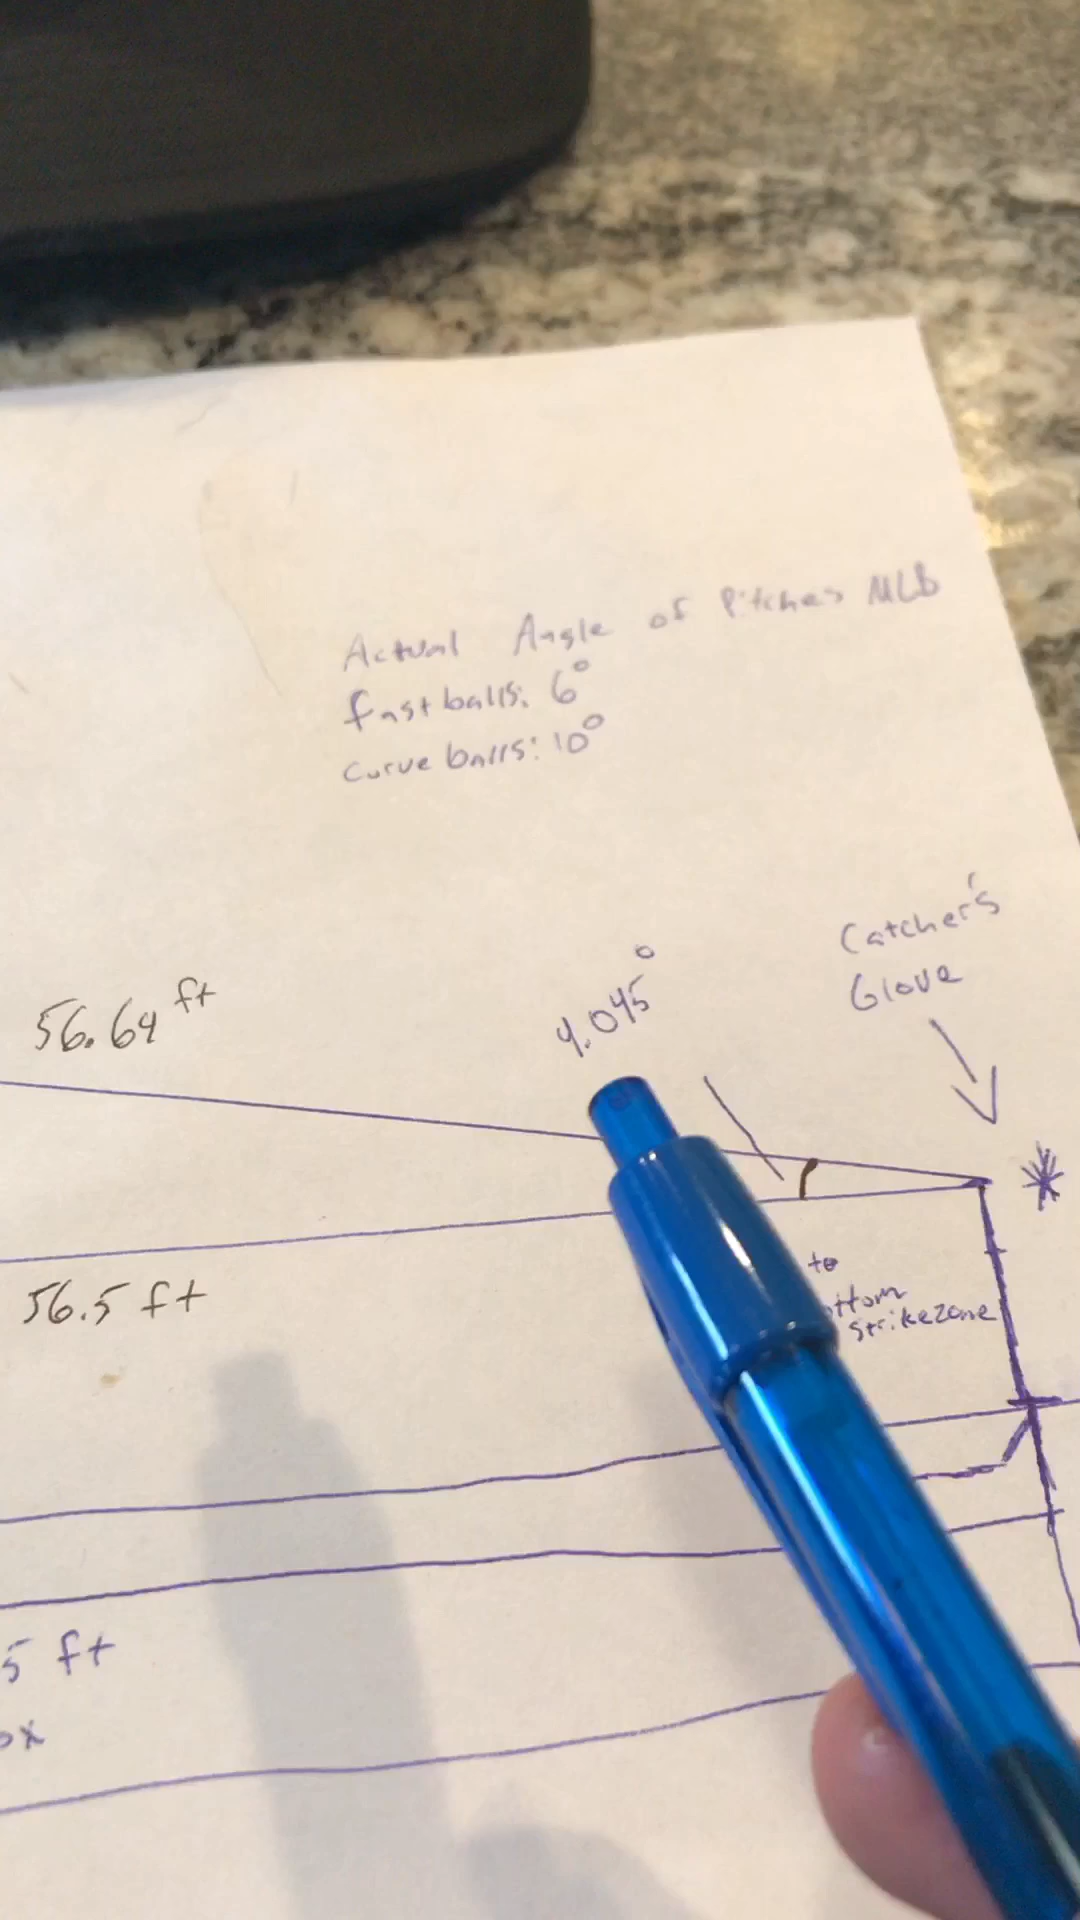 Actual Angle of Pitches MLB
fastballs: 6°
curve balls: 10°
Catcher's
Glove
4.045°
56.64 ft
56.5 ft
to
ottom
strikezone
5 ft
ox